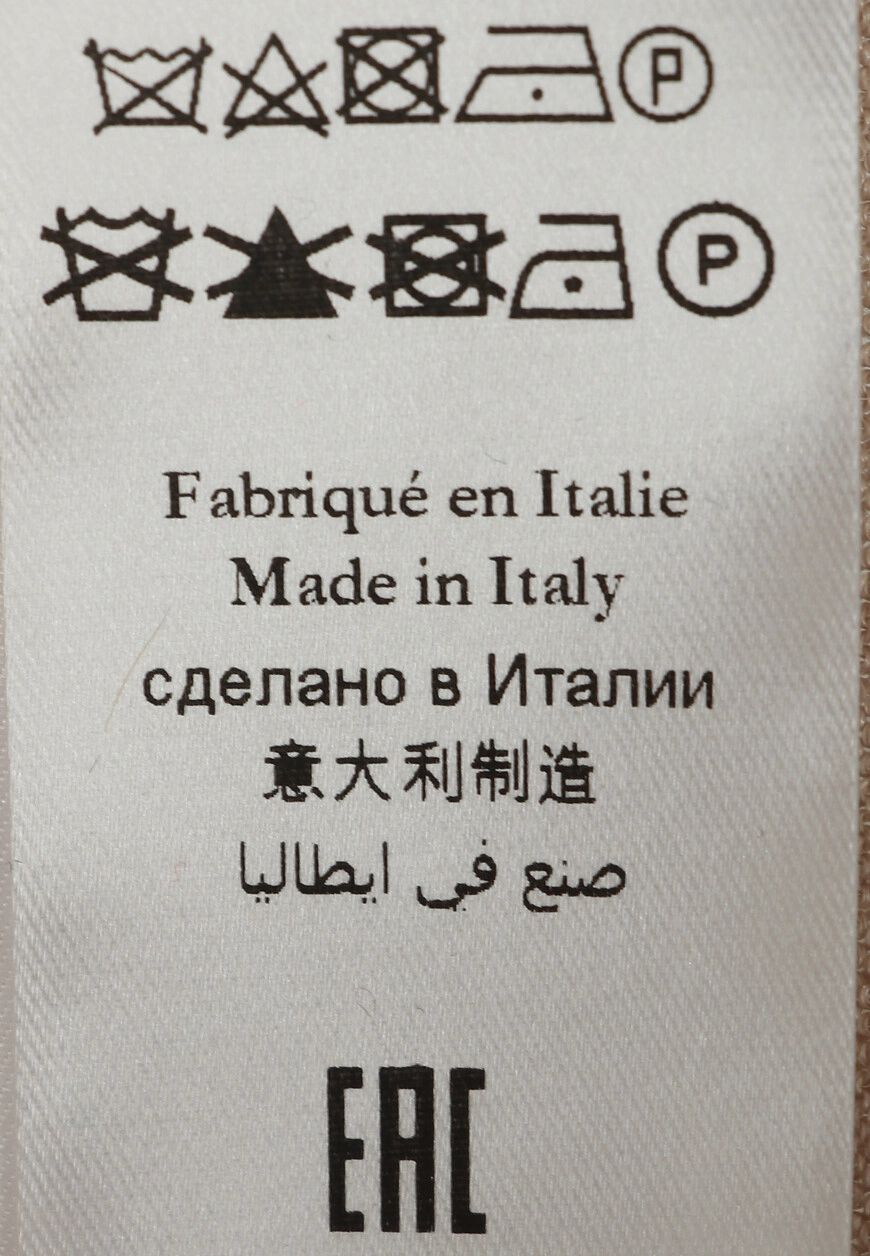 P
P
Fabriqué en Italie
Made in Italy
сделано в Италии
意大利制造
صنع في ايطاليا
EAC